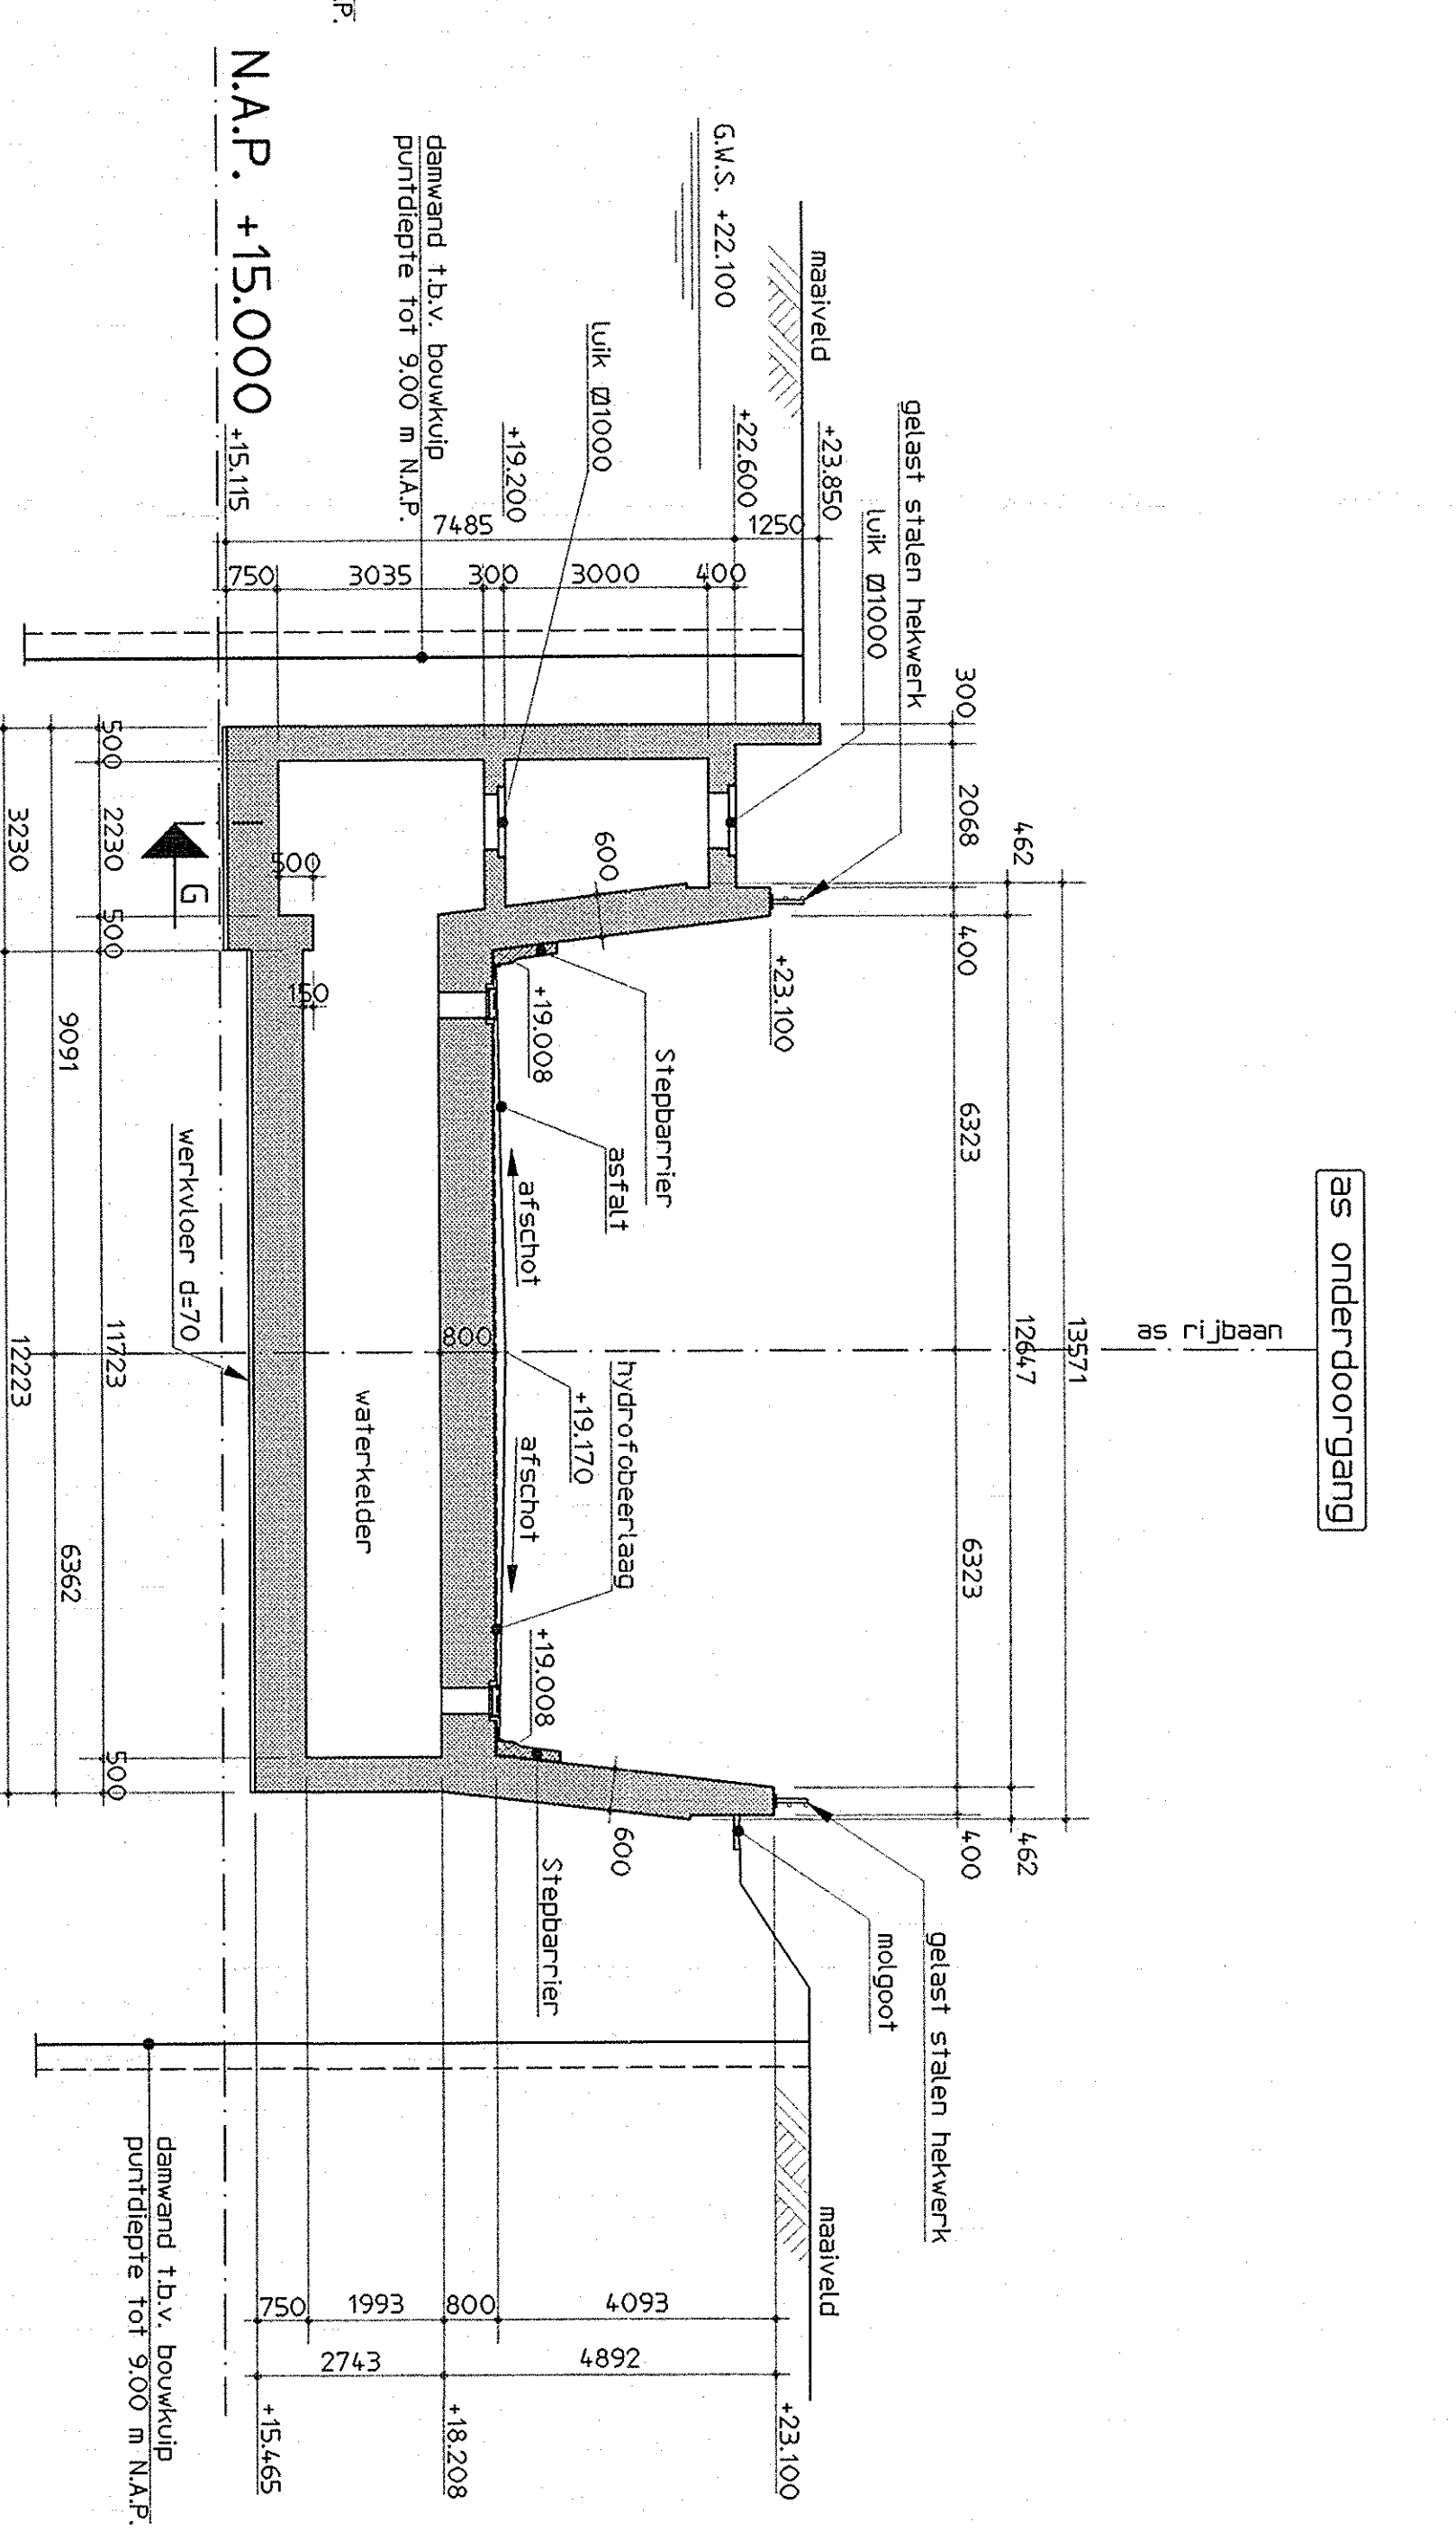 as onderdoorgang
as rijbaan
13571
462
12647
462
300
2068
400
6323
6323
400
gelast stalen hekwerk
luik ⌀1000
gelast stalen hekwerk
molgoot
maaiveld
maaiveld
+23.850
+22.600
G.W.S. +22.100
+23.100
+23.100
1250
7485
400
3000
300
3035
750
luik ⌀1000
+19.200
600
600
Stepbarrier
asfalt
+19.008
afschot
hydrofobeerlaag
+19.170
afschot
+19.008
Stepbarrier
800
damwand t.b.v. bouwkuip
puntdiepte tot 9.00 m N.A.P.
waterkelder
500
150
4093
800
1993
750
4892
2743
+18.208
+15.465
N.A.P. +15.000
+15.115
G
werkvloer d=70
damwand t.b.v. bouwkuip
puntdiepte tot 9.00 m N.A.P.
500
2230
500
11723
500
9091
6362
3230
12223